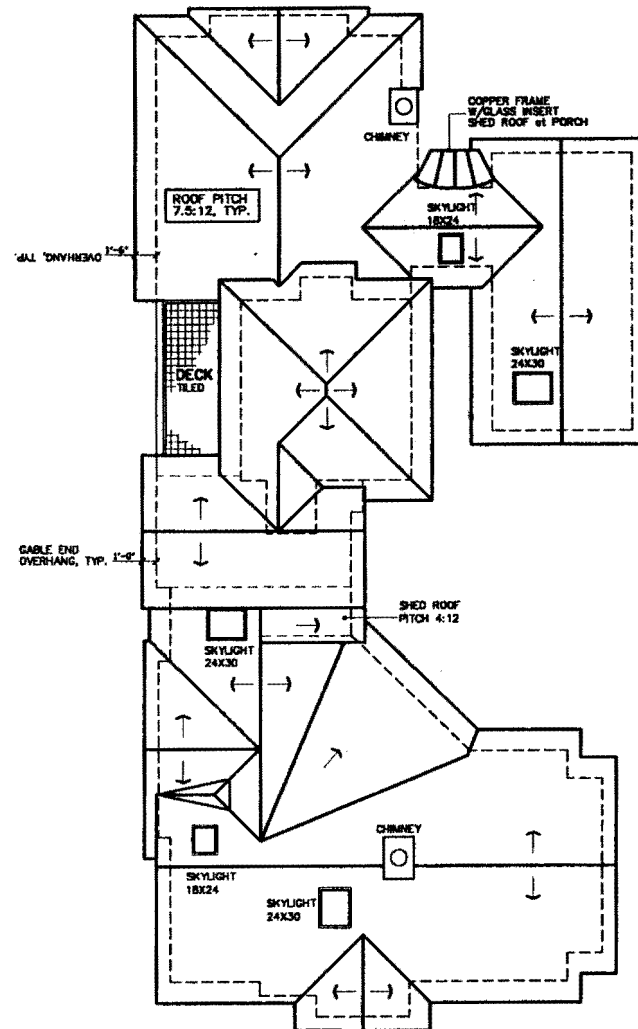 COPPER FRAME
W/GLASS INSERT
SHED ROOF at PORCH
CHIMNEY
ROOF PITCH
7.5:12, TYP.
SKYLIGHT
18X24
1'-6"
OVERHANG, TYP.
SKYLIGHT
24X30
DECK
TILED
GABLE END
OVERHANG, TYP.
1'-0"
SHED ROOF
PITCH 4:12
SKYLIGHT
24X30
CHIMNEY
SKYLIGHT
18X24
SKYLIGHT
24X30